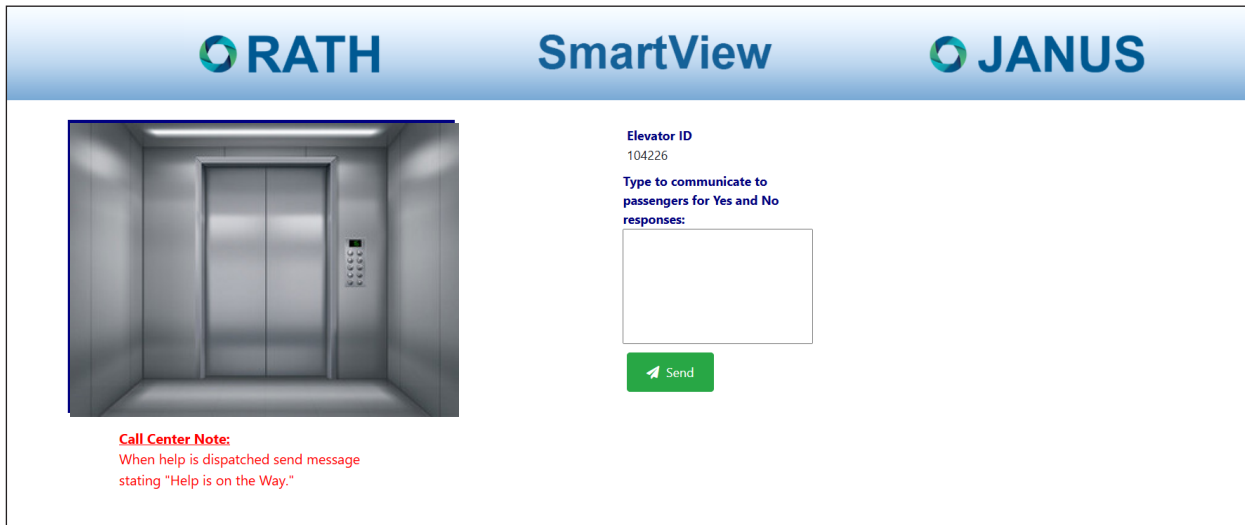 RATH SmartView JANUS
Elevator ID
104226
Type to communicate to
passengers for Yes and No
responses:
Send
Call Center Note:
When help is dispatched send message
stating "Help is on the Way."